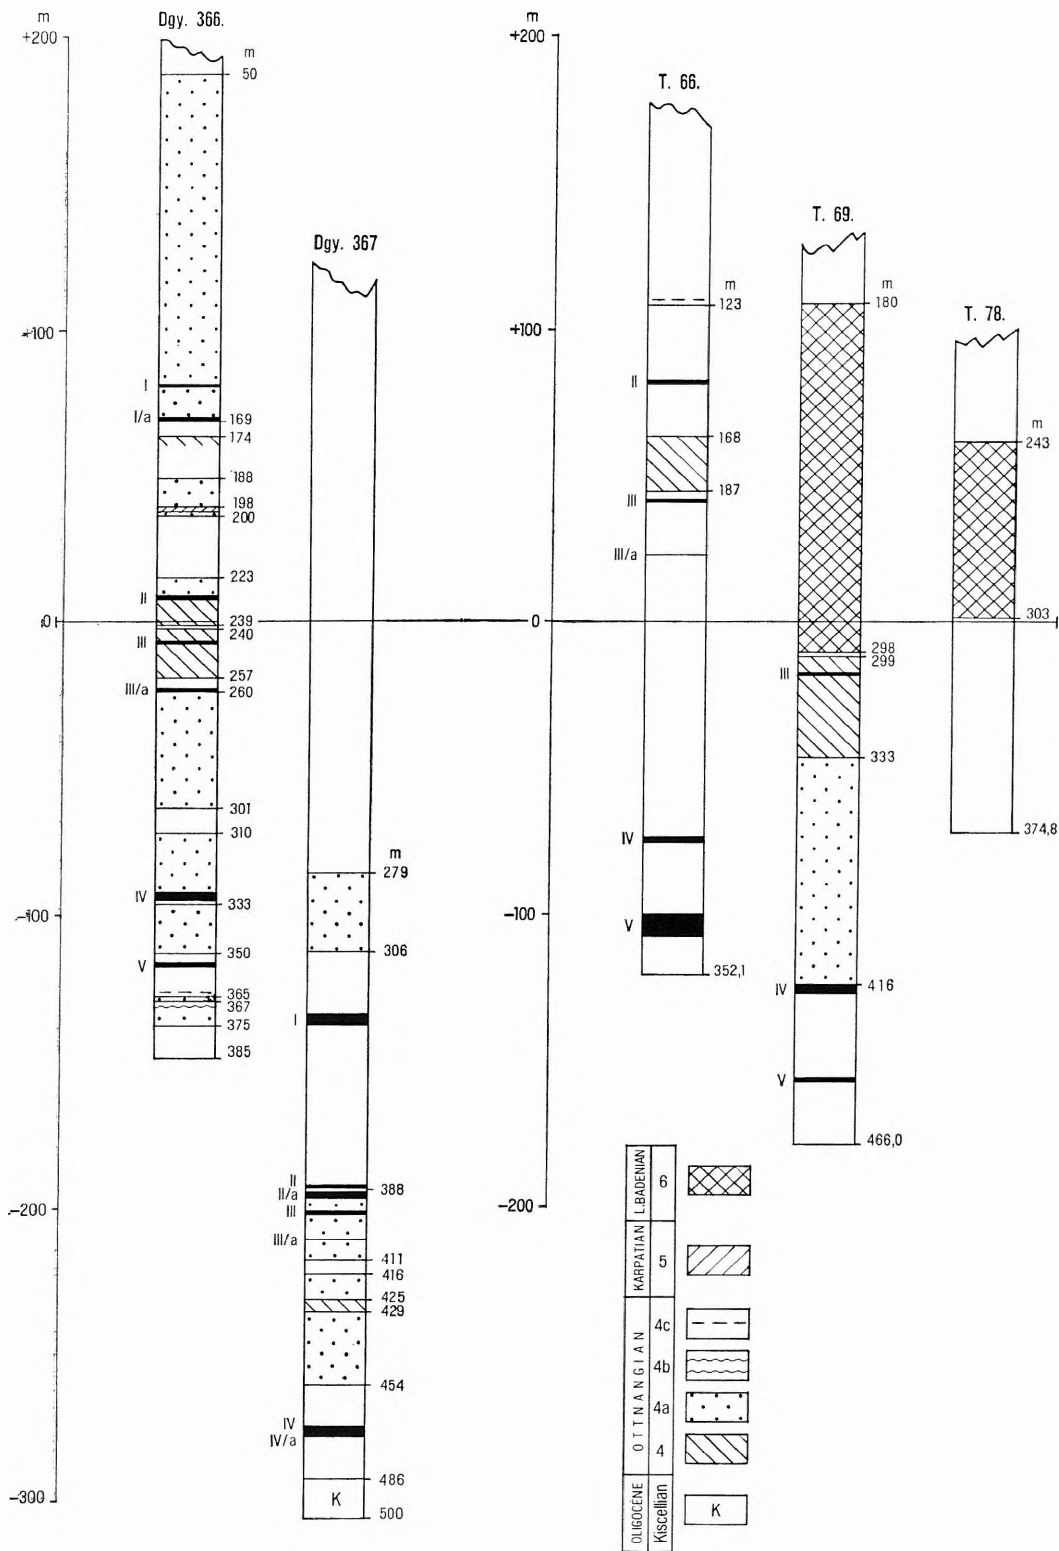 m
+200
+100
0
-100
-200
-300
Dgy. 366.
m
50
I
I/a
169
174
188
198
200
223
II
239
240
III
257
III/a
260
301
310
IV
333
350
V
365
367
375
385
Dgy. 367
m
279
306
I
II
388
II/a
III
III/a
411
416
425
429
454
IV
IV/a
486
K
500
m
+200
+100
0
-100
-200
T. 66.
m
123
II
168
187
III
III/a
IV
V
352,1
T. 69.
m
180
298
299
III
333
IV
416
V
466,0
T. 78.
m
243
303
374,8
L.BADENIAN
6
KARPATIAN
5
OTTNANGIAN
4c
4b
4a
4
OLIGOCENE
Kiscellian
K